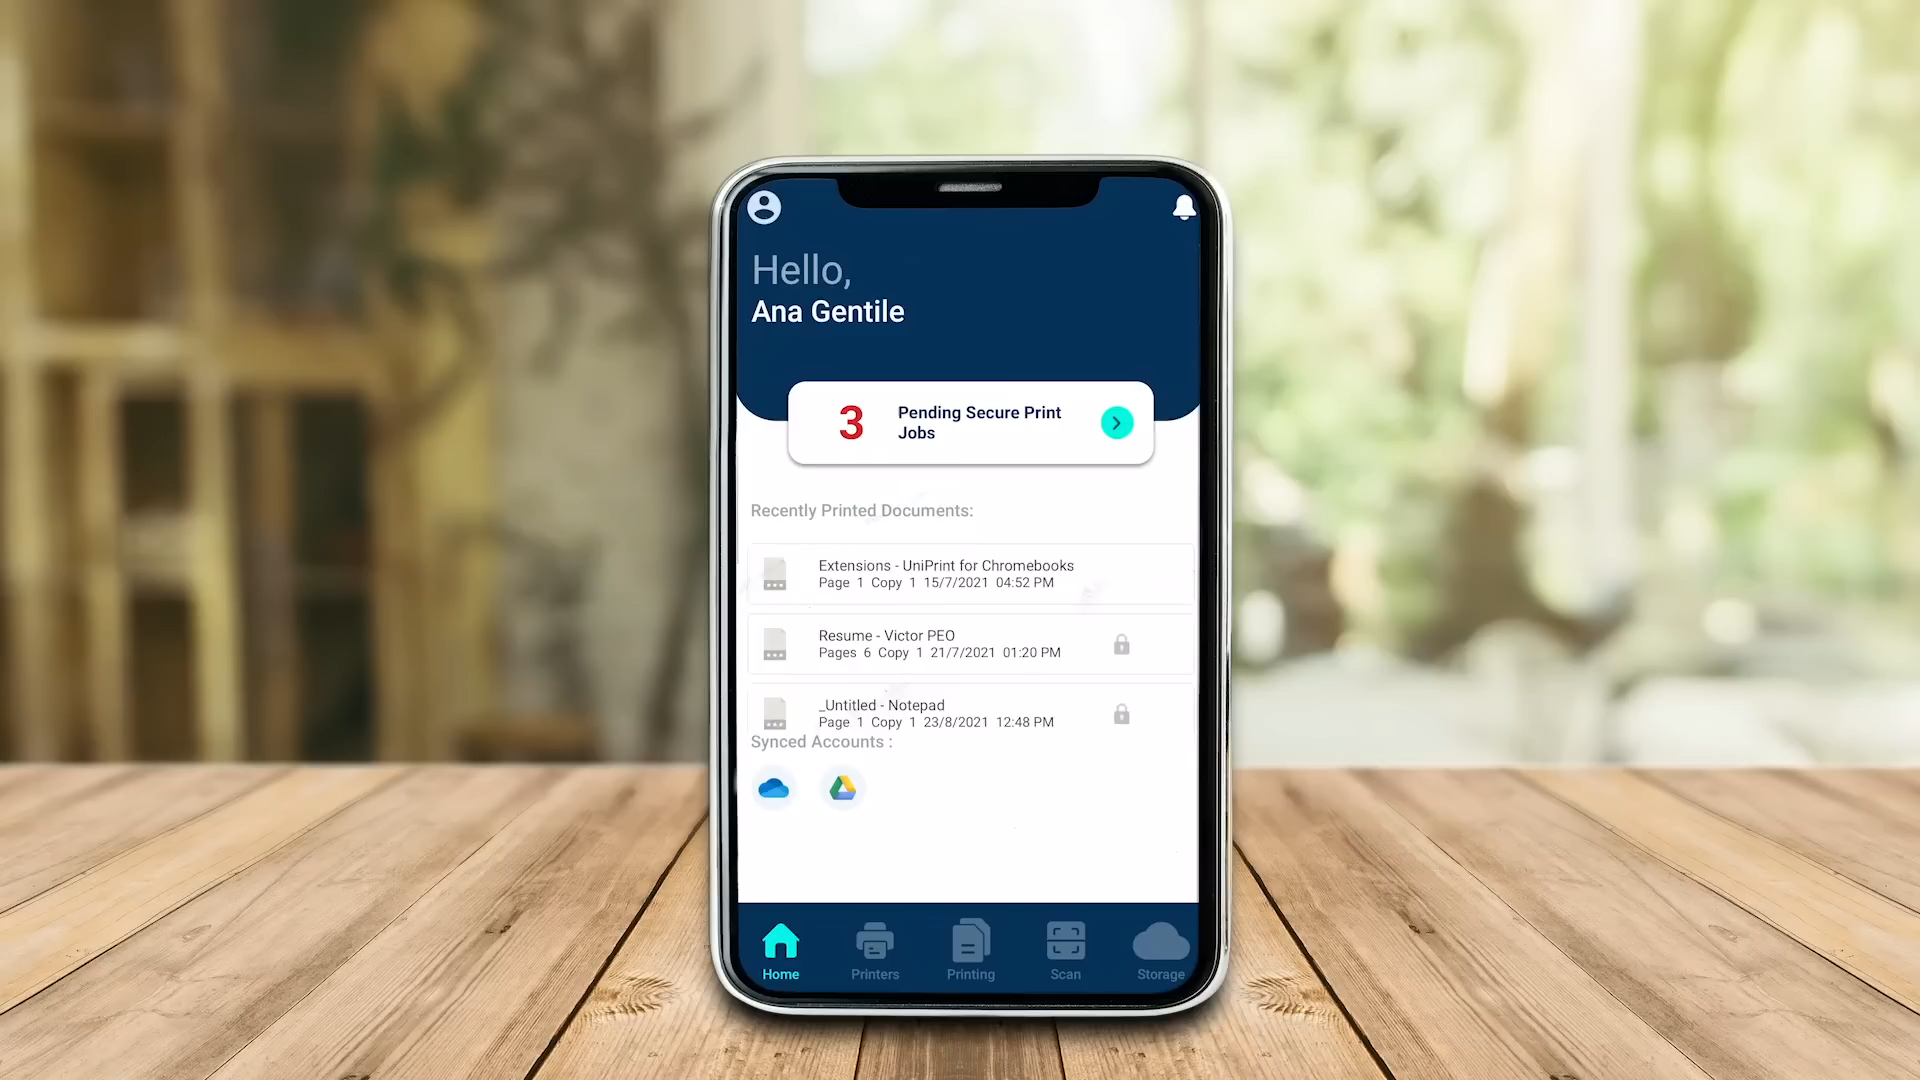 Hello,
Ana Gentile
3
Pending Secure Print
Jobs
Recently Printed Documents:
Extensions - UniPrint for Chromebooks
Page 1 Copy 1 15/7/2021 04:52 PM
Resume - Victor PEO
Pages 6 Copy 1 21/7/2021 01:20 PM
_Untitled - Notepad
Page 1 Copy 1 23/8/2021 12:48 PM
Synced Accounts :
Home
Printers
Printing
Scan
Storage